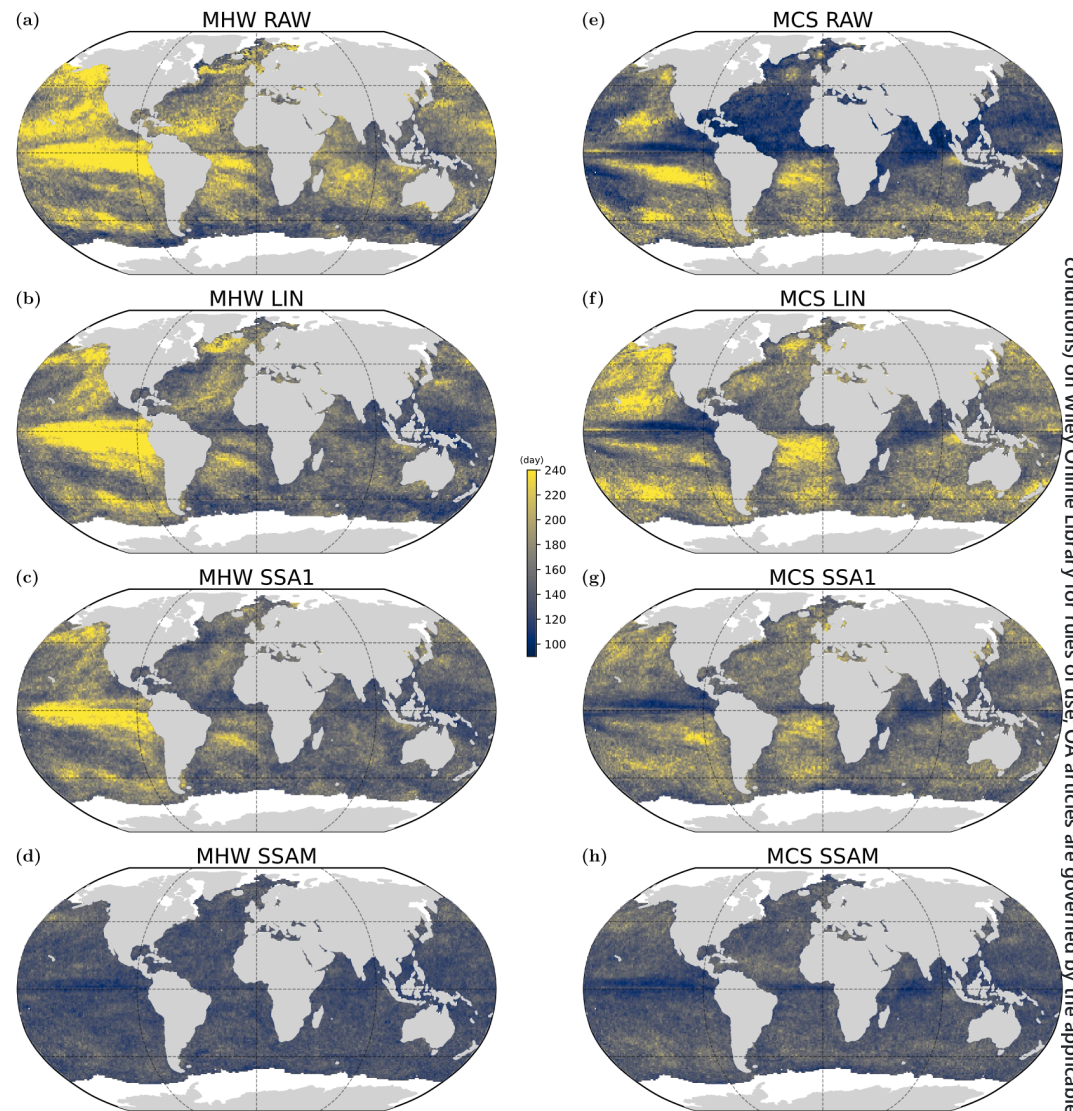 (a)
MHW RAW
(e)
MCS RAW
(b)
MHW LIN
(f)
MCS LIN
(day)
240
220
200
180
160
140
120
100
(c)
MHW SSA1
(g)
MCS SSA1
(d)
MHW SSAM
(h)
MCS SSAM
conditions) on Wiley Online Library for rules of use; OA articles are governed by the applicable